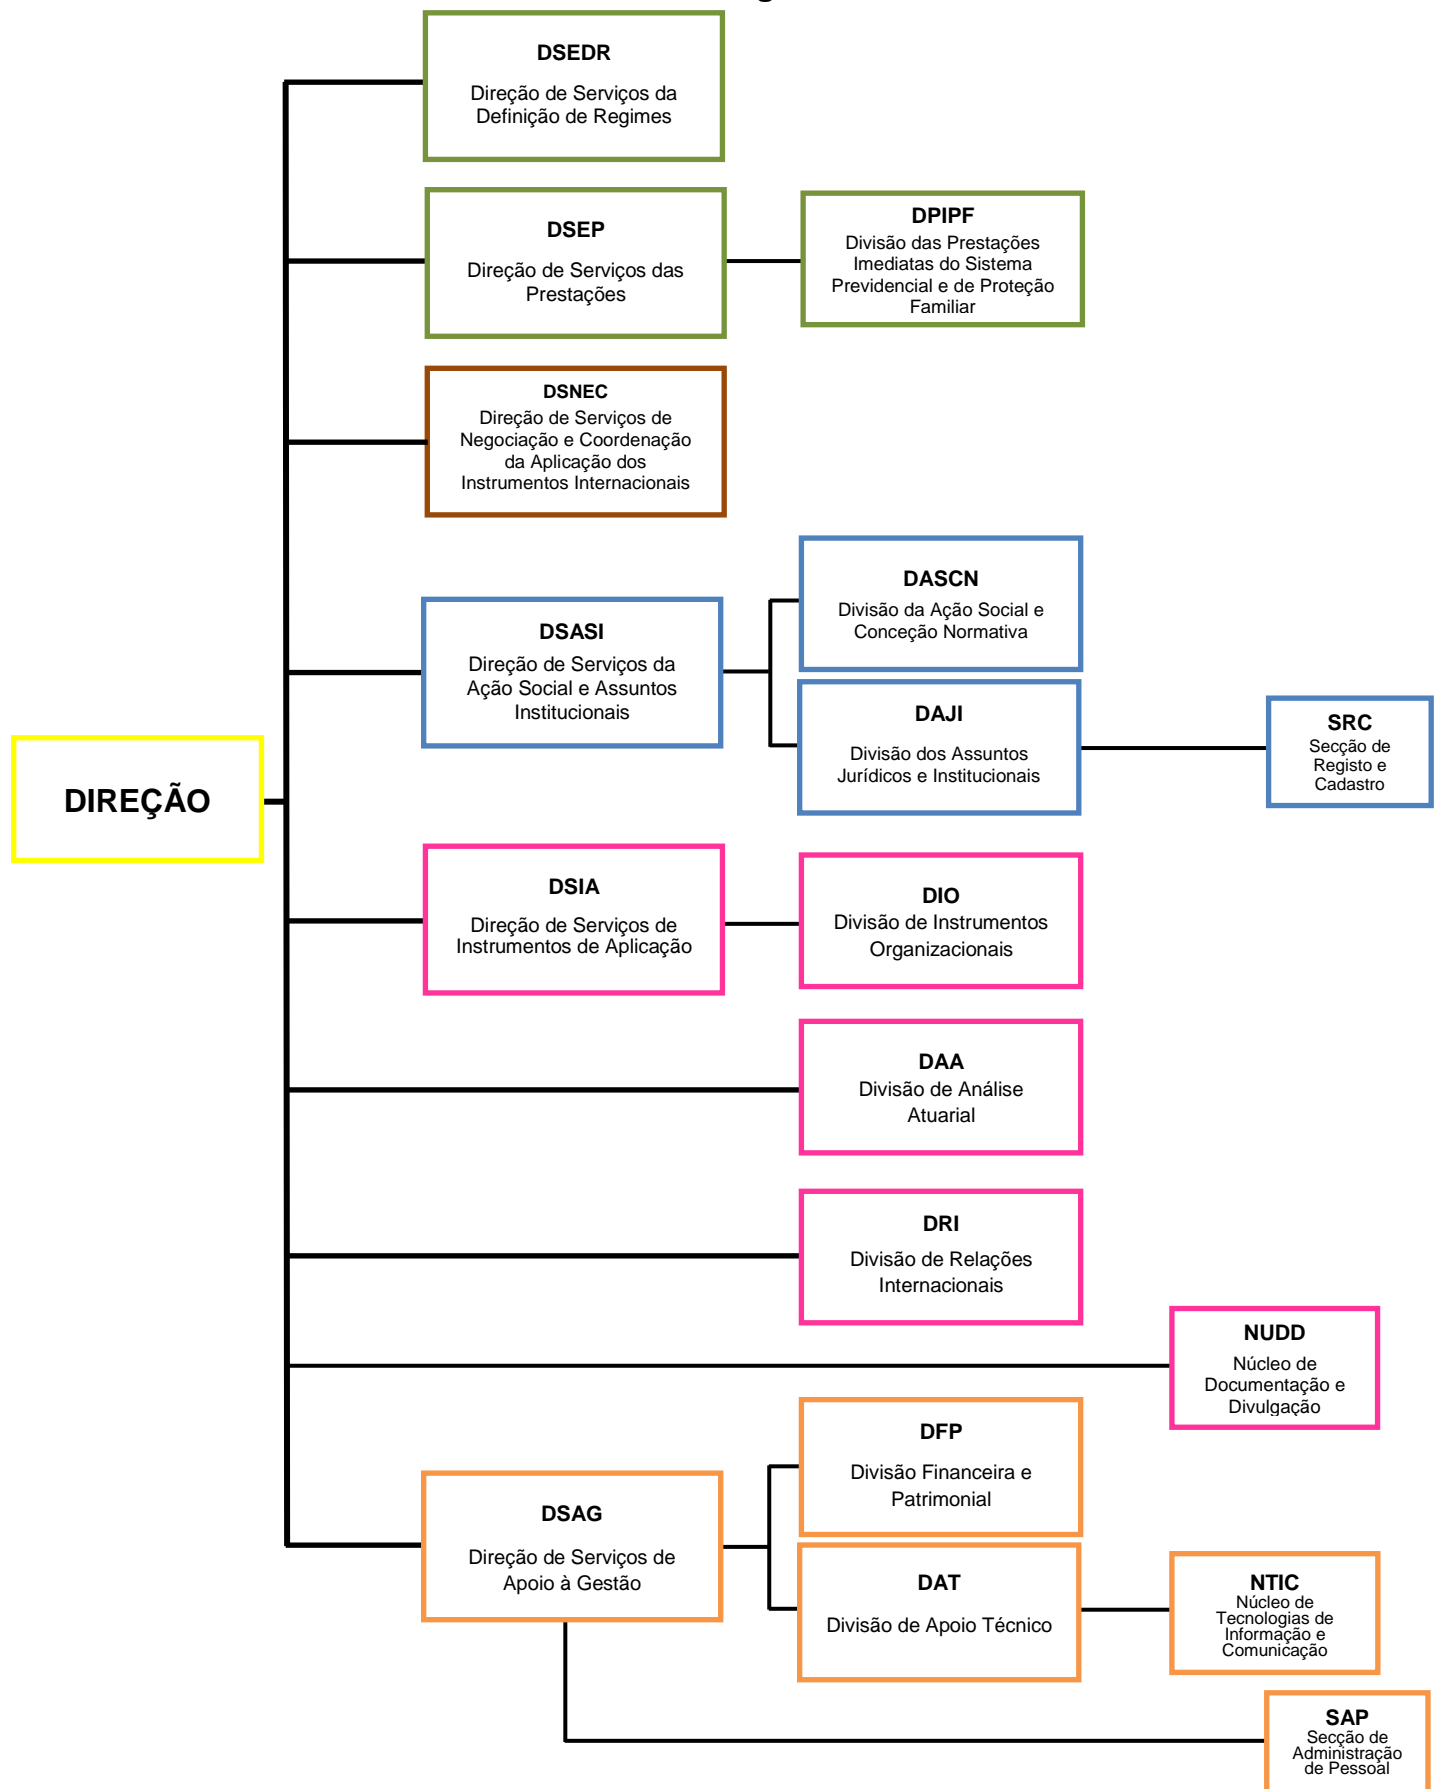 DSEDR
Direção de Serviços da
Definição de Regimes
DSEP
Direção de Serviços das
Prestações
DPIPF
Divisão das Prestações
Imediatas do Sistema
Previdencial e de Proteção
Familiar
DSNEC
Direção de Serviços de
Negociação e Coordenação
da Aplicação dos
Instrumentos Internacionais
DASCN
Divisão da Ação Social e
Conceção Normativa
DSASI
Direção de Serviços da
Ação Social e Assuntos
Institucionais
DAJI
Divisão dos Assuntos
Jurídicos e Institucionais
SRC
Secção de
Registo e
Cadastro
DIREÇÃO
DSIA
Direção de Serviços de
Instrumentos de Aplicação
DIO
Divisão de Instrumentos
Organizacionais
DAA
Divisão de Análise
Atuarial
DRI
Divisão de Relações
Internacionais
NUDD
Núcleo de
Documentação e
Divulgação
DFP
Divisão Financeira e
Patrimonial
DSAG
Direção de Serviços de
Apoio à Gestão
DAT
Divisão de Apoio Técnico
NTIC
Núcleo de
Tecnologias de
Informação e
Comunicação
SAP
Secção de
Administração
de Pessoal